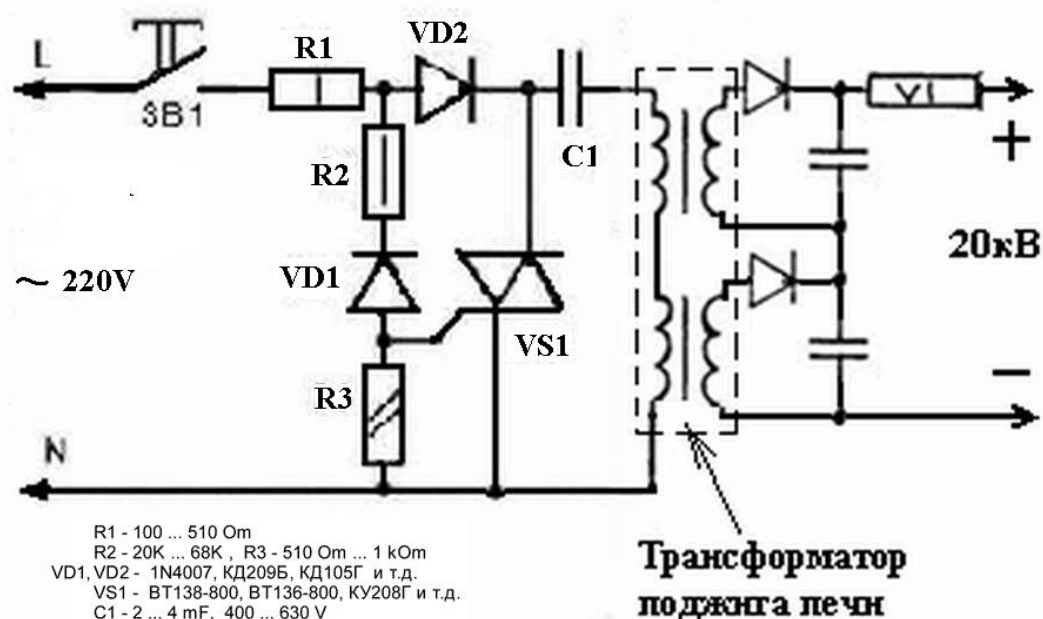 VD2
R1
L
ЗВ1
C1
R2
+
20кВ
VD1
~ 220V
VS1
R3
−
N
R1 - 100 ... 510 Om
R2 - 20K ... 68K , R3 - 510 Om ... 1 kOm
VD1, VD2 - 1N4007, КД209Б, КД105Г и т.д.
VS1 - BT138-800, BT136-800, КУ208Г и т.д.
C1 - 2 ... 4 mF, 400 ... 630 V
Трансформатор
поджига печи